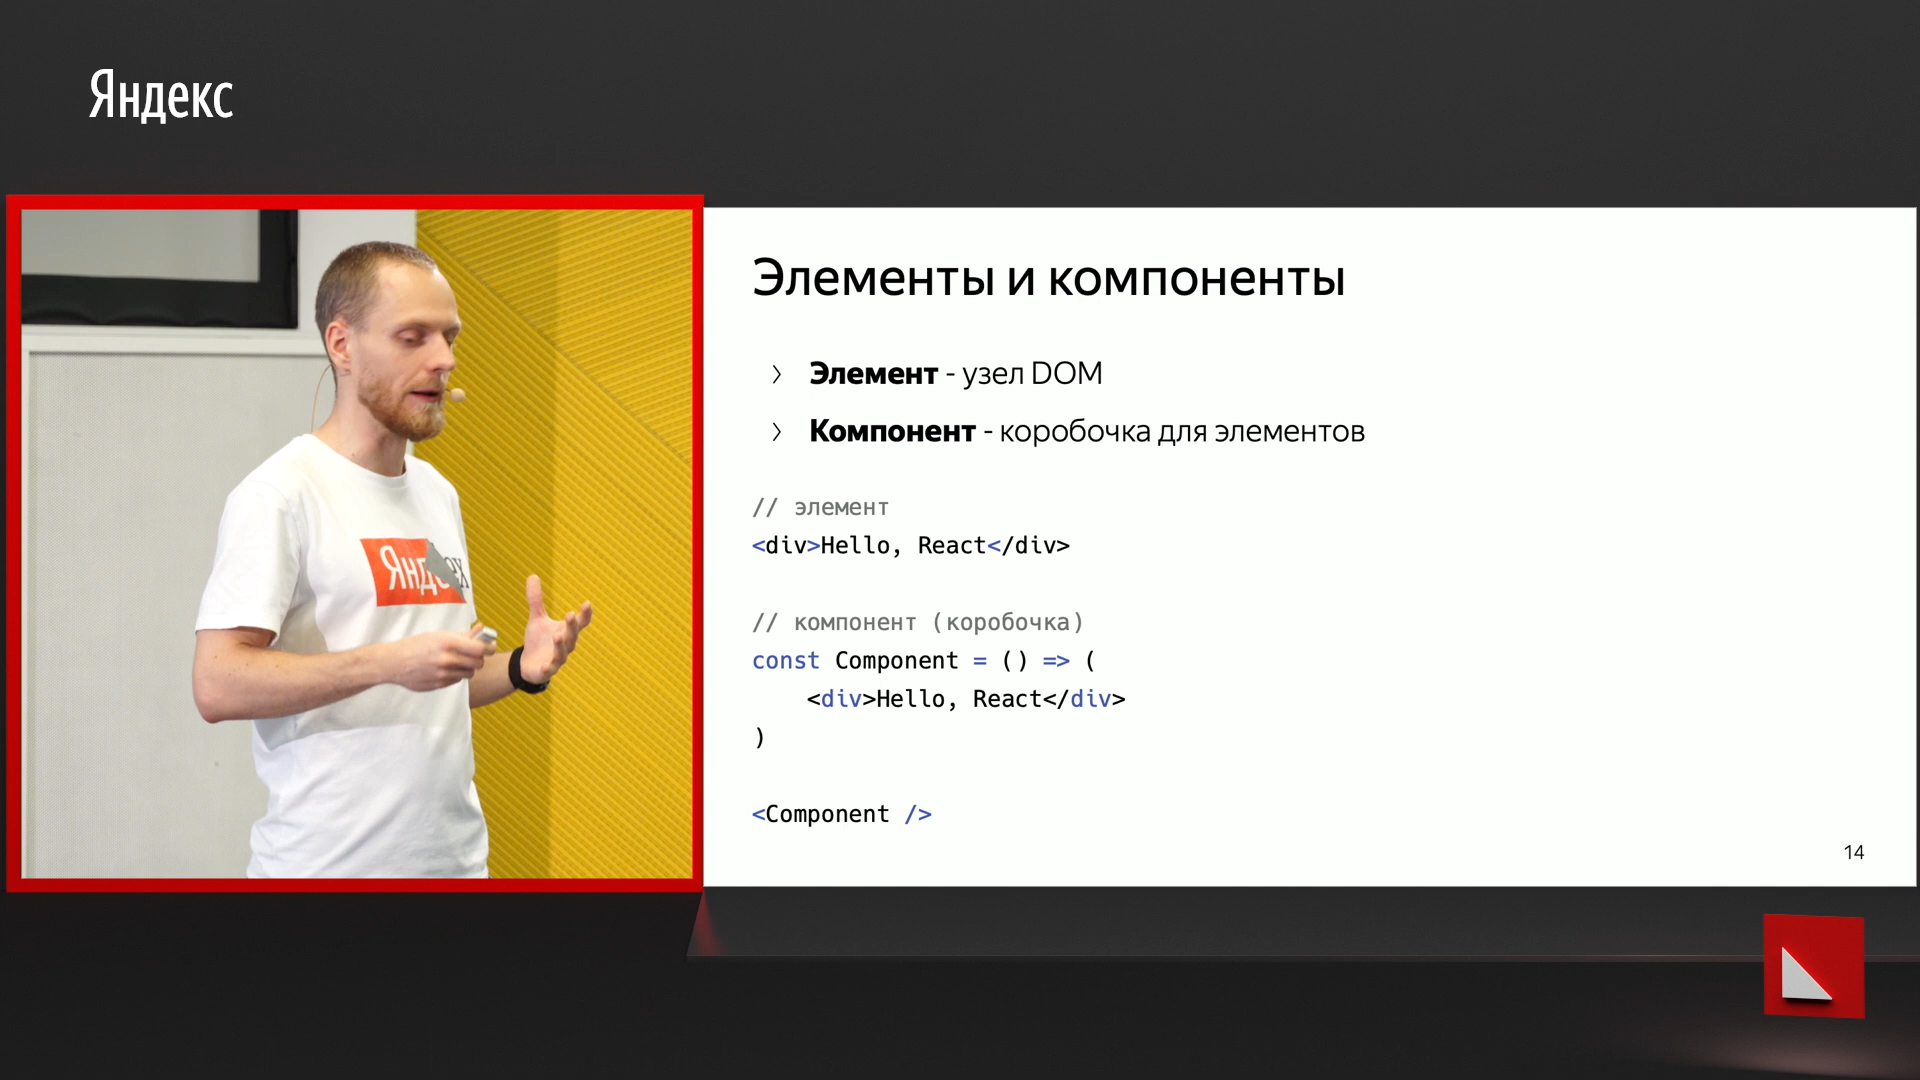 Яндекс
Элементы и компоненты
› Элемент - узел DOM
› Компонент - коробочка для элементов
// элемент
<div>Hello, React</div>
// компонент (коробочка)
const Component = () => (
    <div>Hello, React</div>
)
<Component />
14